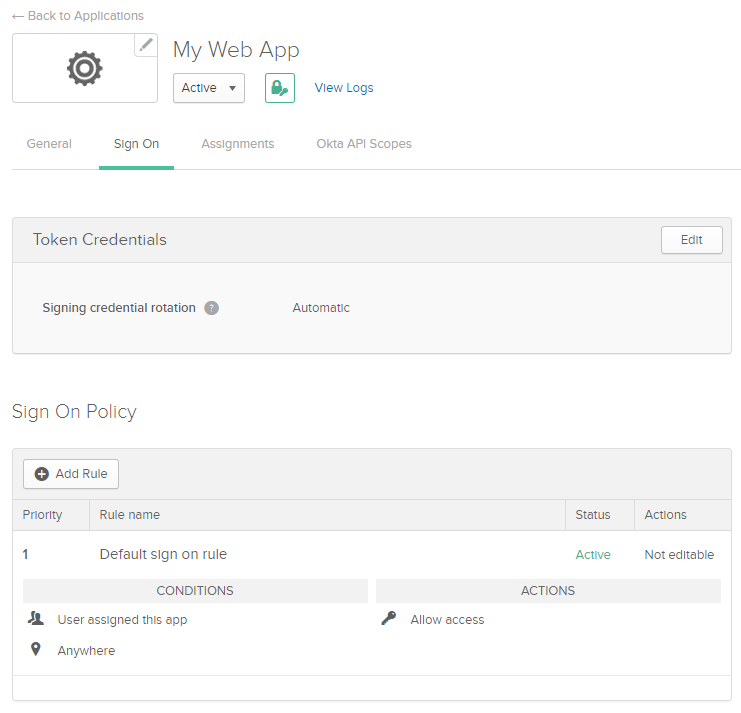 ← Back to Applications
My Web App
Active
View Logs
General Sign On Assignments Okta API Scopes
Token Credentials Edit
Signing credential rotation ? Automatic
Sign On Policy
Add Rule
Priority Rule name Status Actions
1 Default sign on rule Active Not editable
CONDITIONS ACTIONS
User assigned this app Allow access
Anywhere